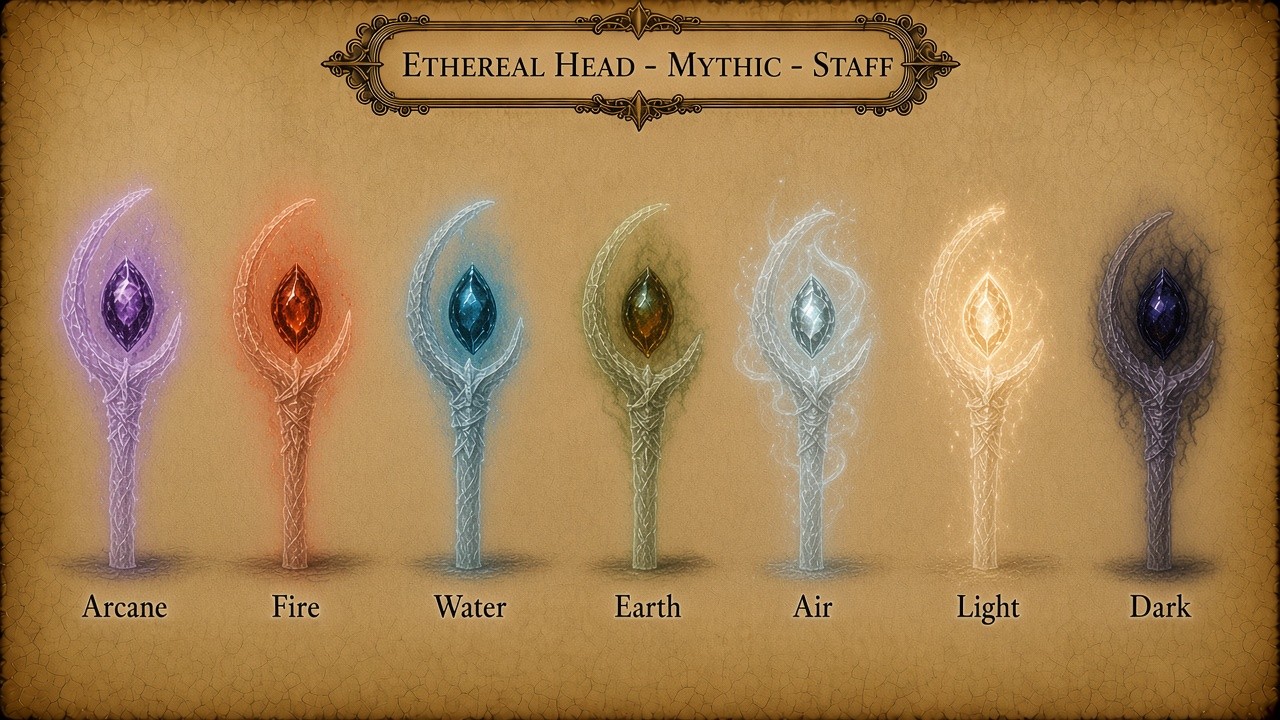 Ethereal Head - Mythic - Staff
Arcane
Fire
Water
Earth
Air
Light
Dark